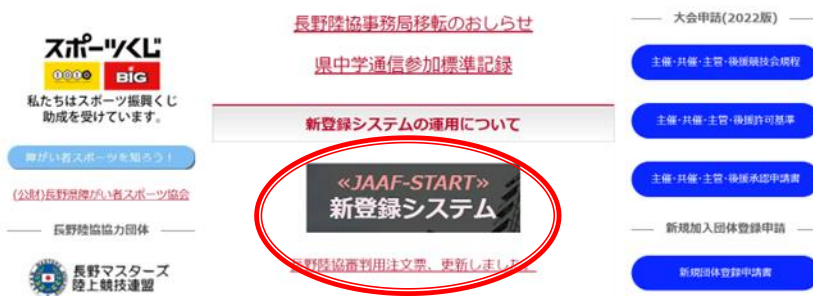 スポーツくじ
TOTO BIG
私たちはスポーツ振興くじ
助成を受けています。
障がい者スポーツを知ろう！
(公財)長野県障がい者スポーツ協会
長野陸協協力団体
長野マスターズ
陸上競技連盟
長野陸協事務局移転のおしらせ
県中学通信参加標準記録
新登録システムの運用について
≪JAAF-START≫
新登録システム
長野陸協審判用注文票、更新しました。
大会申請(2022版)
主催・共催・主管・後援競技会規程
主催・共催・主管・後援許可基準
主催・共催・主管・後援承認申請書
新規加入団体登録申請
新規団体登録申請書